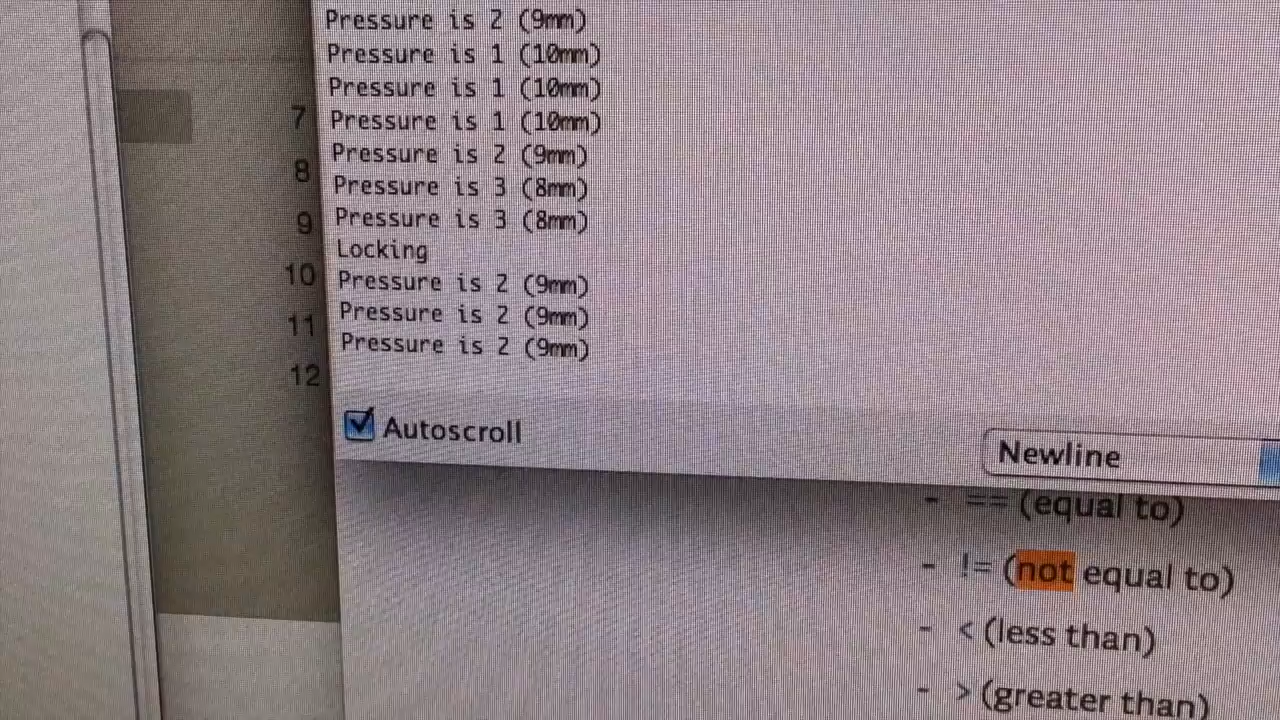 Pressure is 2 (9mm)
Pressure is 1 (10mm)
Pressure is 1 (10mm)
Pressure is 1 (10mm)
Pressure is 2 (9mm)
Pressure is 3 (8mm)
Pressure is 3 (8mm)
Locking
Pressure is 2 (9mm)
Pressure is 2 (9mm)
Pressure is 2 (9mm)
7
8
9
10
11
12
Autoscroll
Newline
- == (equal to)
- != (not equal to)
- < (less than)
- > (greater than)